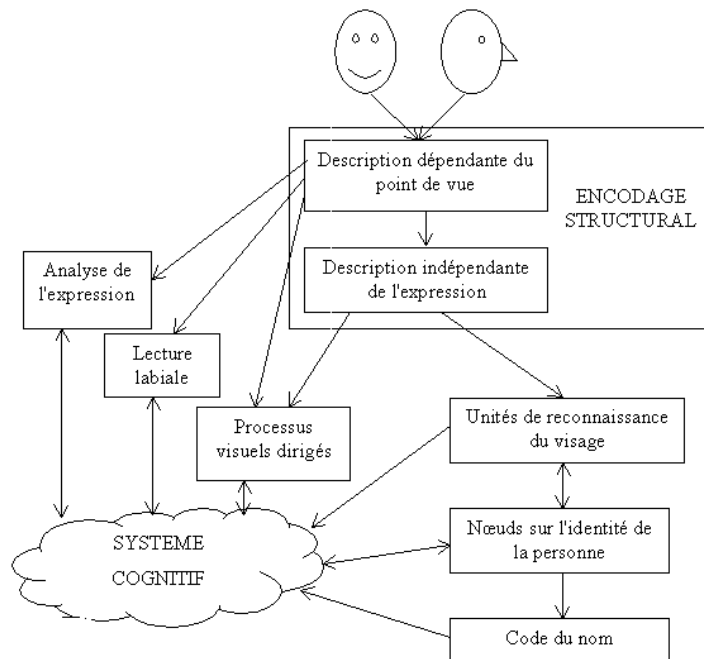 Description dépendante du
point de vue
ENCODAGE
STRUCTURAL
Analyse de
l'expression
Description indépendante
de l'expression
Lecture
labiale
Processus
visuels dirigés
Unités de reconnaissance
du visage
SYSTEME
COGNITIF
Nœuds sur l'identité de
la personne
Code du nom